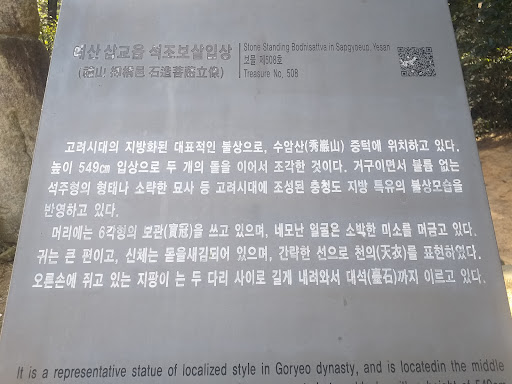 예산 삽교읍 석조보살입상
(禮山 揷橋邑 石造菩薩立像)
Stone Standing Bodhisattva in Sapgyoeup, Yesan
보물 제508호
Treasure No, 508
고려시대의 지방화된 대표적인 불상으로, 수암산(秀巖山) 중턱에 위치하고 있다.
높이 549㎝ 입상으로 두 개의 돌을 이어서 조각한 것이다. 거구이면서 볼륨 없는
석주형의 형태나 소략한 묘사 등 고려시대에 조성된 충청도 지방 특유의 불상모습을
반영하고 있다.
머리에는 6각형의 보관(寶冠)을 쓰고 있으며, 네모난 얼굴은 소박한 미소를 머금고 있다.
귀는 큰 편이고, 신체는 돋을새김되어 있으며, 간략한 선으로 천의(天衣)를 표현하였다.
오른손에 쥐고 있는 지팡이 는 두 다리 사이로 길게 내려와서 대석(臺石)까지 이르고 있다.
It is a representative statue of localized style in Goryeo dynasty, and is locatedin the middle